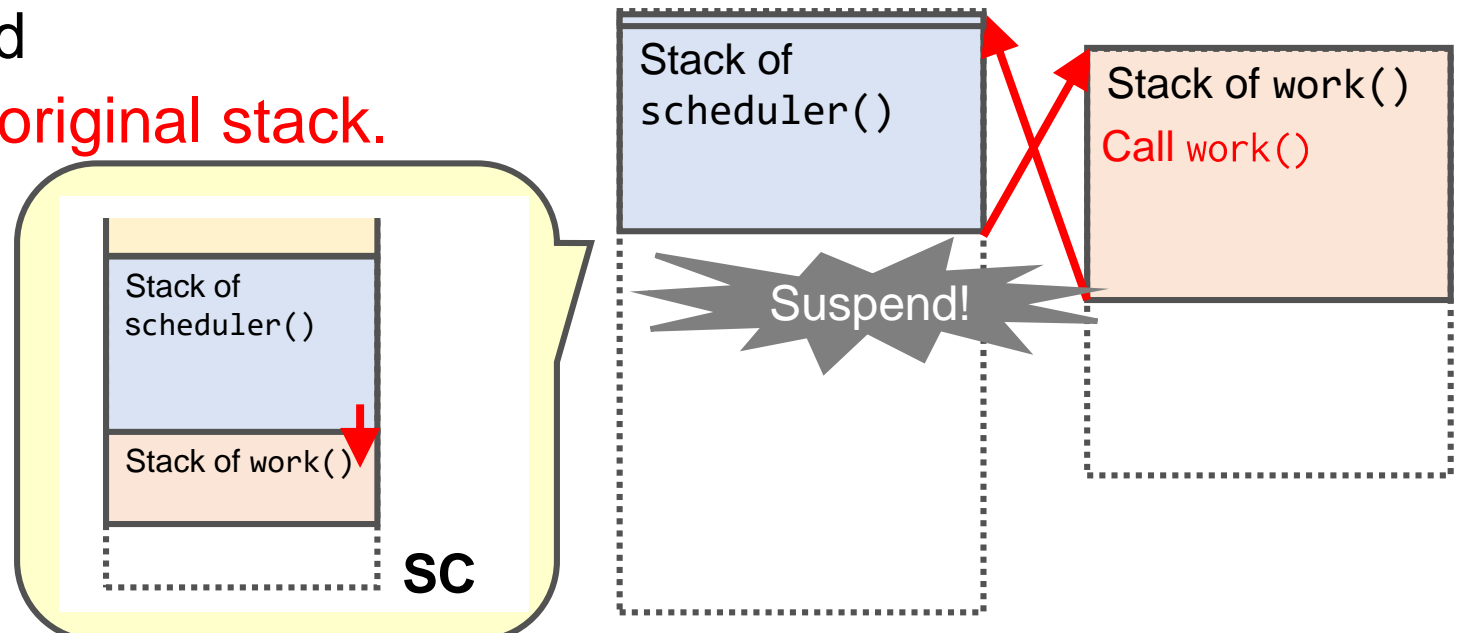 d
original stack.
Stack of
scheduler()
Stack of work()
Call work()
Suspend!
Stack of
scheduler()
Stack of work()
SC